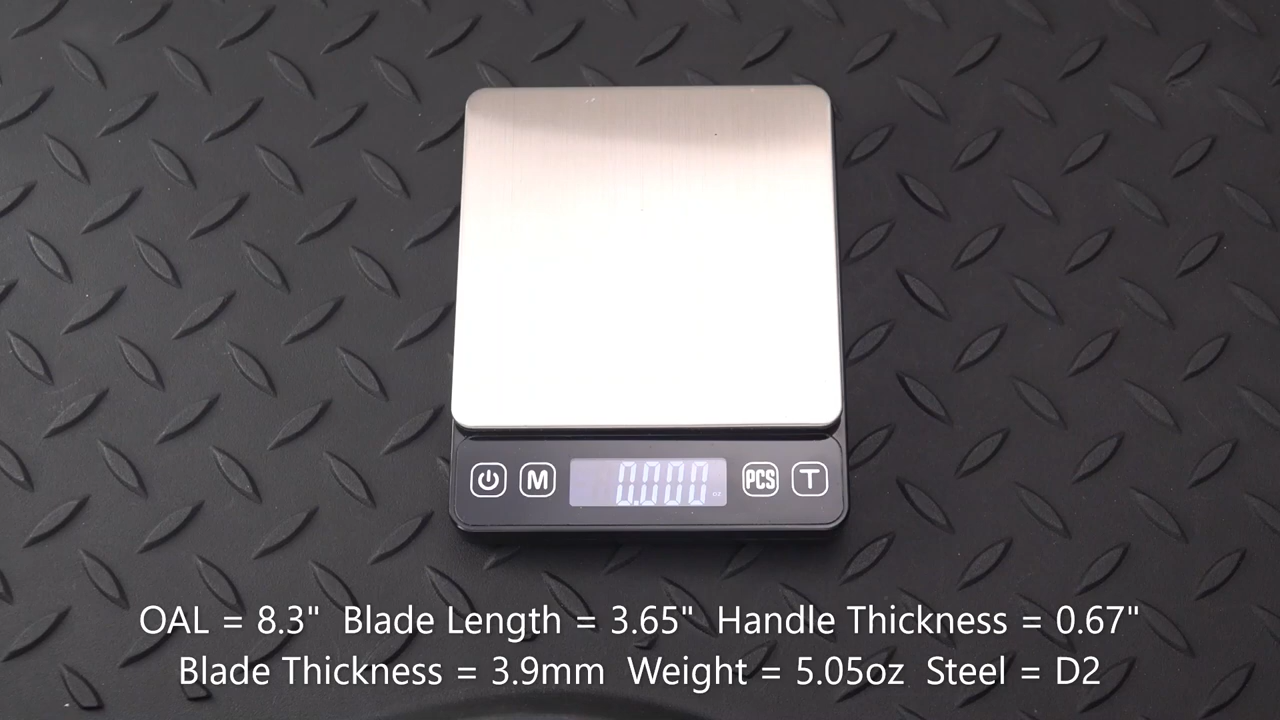 M 0.000 oz PCS T
OAL = 8.3" Blade Length = 3.65" Handle Thickness = 0.67"
Blade Thickness = 3.9mm Weight = 5.05oz Steel = D2